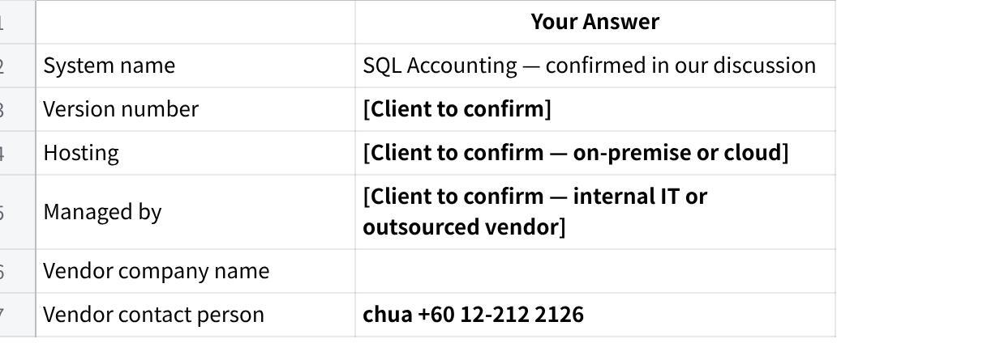 1 Your Answer
2 System name SQL Accounting — confirmed in our discussion
3 Version number [Client to confirm]
4 Hosting [Client to confirm — on-premise or cloud]
5 Managed by [Client to confirm — internal IT or
outsourced vendor]
6 Vendor company name
7 Vendor contact person chua +60 12-212 2126